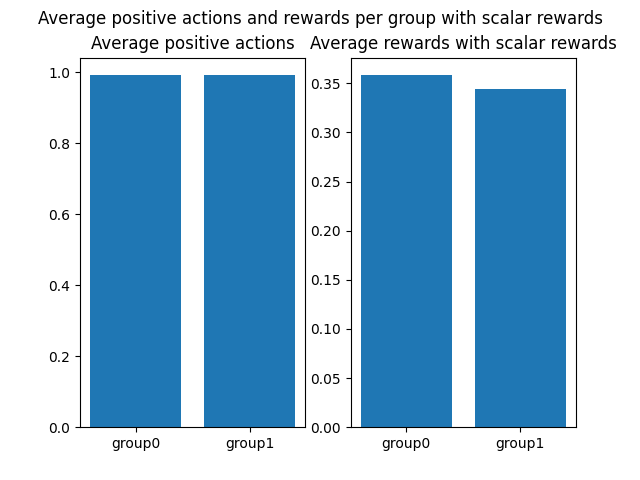 Average positive actions and rewards per group with scalar rewards
Average positive actions
1.0
0.8
0.6
0.4
0.2
0.0
group0 group1
Average rewards with scalar rewards
0.35
0.30
0.25
0.20
0.15
0.10
0.05
0.00
group0 group1